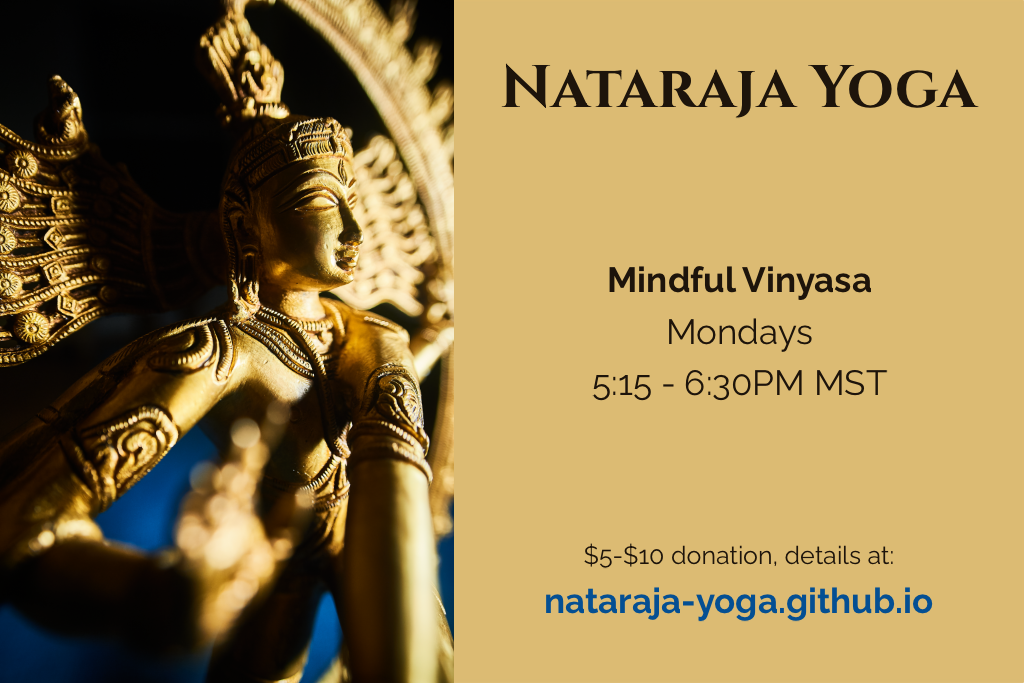 Nataraja Yoga
Mindful Vinyasa
Mondays
5:15 - 6:30PM MST
$5-$10 donation, details at:
nataraja-yoga.github.io